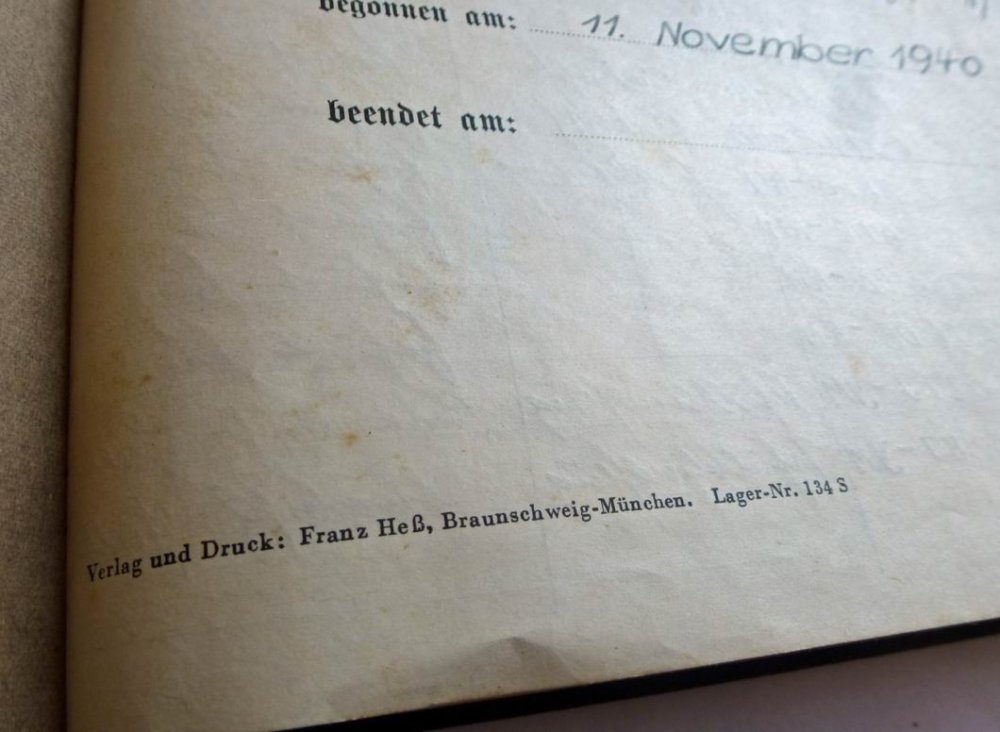 begonnen am: 11. November 1940
beendet am:
Verlag und Druck: Franz Heß, Braunschweig-München. Lager-Nr. 134 S